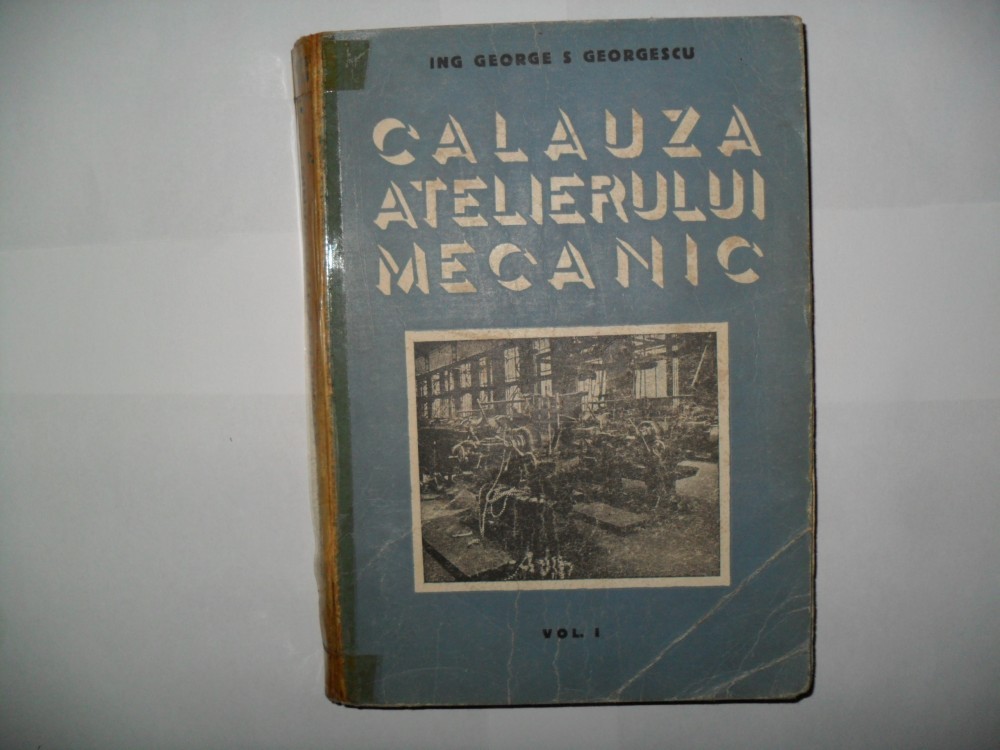 ING GEORGE S GEORGESCU
CALAUZA
ATELIERULUI
MECANIC
VOL. I